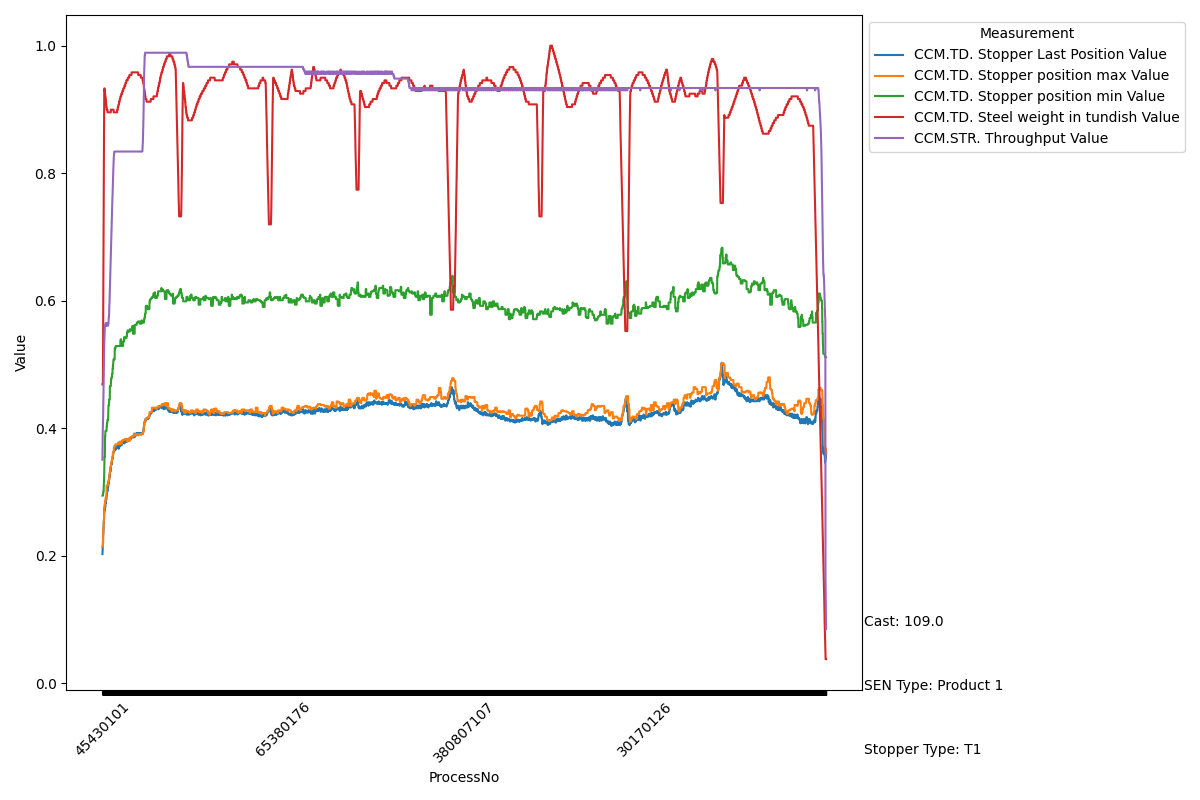 Measurement
CCM.TD. Stopper Last Position Value
CCM.TD. Stopper position max Value
CCM.TD. Stopper position min Value
CCM.TD. Steel weight in tundish Value
CCM.STR. Throughput Value
1.0
0.8
0.6
0.4
0.2
0.0
Value
45430101
65380176
380807107
30170126
ProcessNo
Cast: 109.0
SEN Type: Product 1
Stopper Type: T1